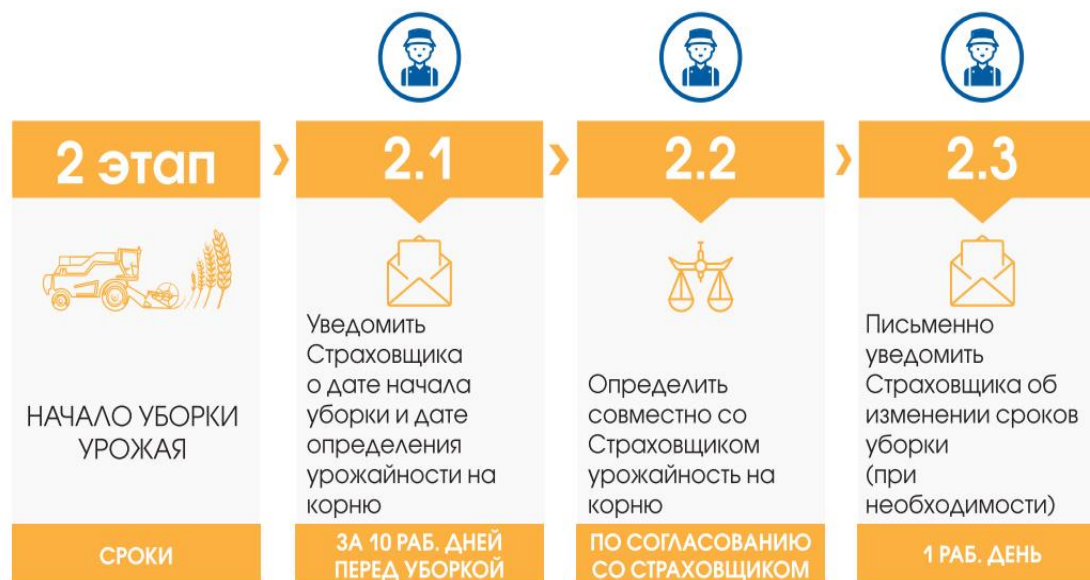 2 этап
НАЧАЛО УБОРКИ
УРОЖАЯ
СРОКИ
2.1
Уведомить
Страховщика
о дате начала
уборки и дате
определения
урожайности на
корню
ЗА 10 РАБ. ДНЕЙ
ПЕРЕД УБОРКОЙ
2.2
Определить
совместно со
Страховщиком
урожайность на
корню
ПО СОГЛАСОВАНИЮ
СО СТРАХОВЩИКОМ
2.3
Письменно
уведомить
Страховщика об
изменении сроков
уборки
(при
необходимости)
1 РАБ. ДЕНЬ